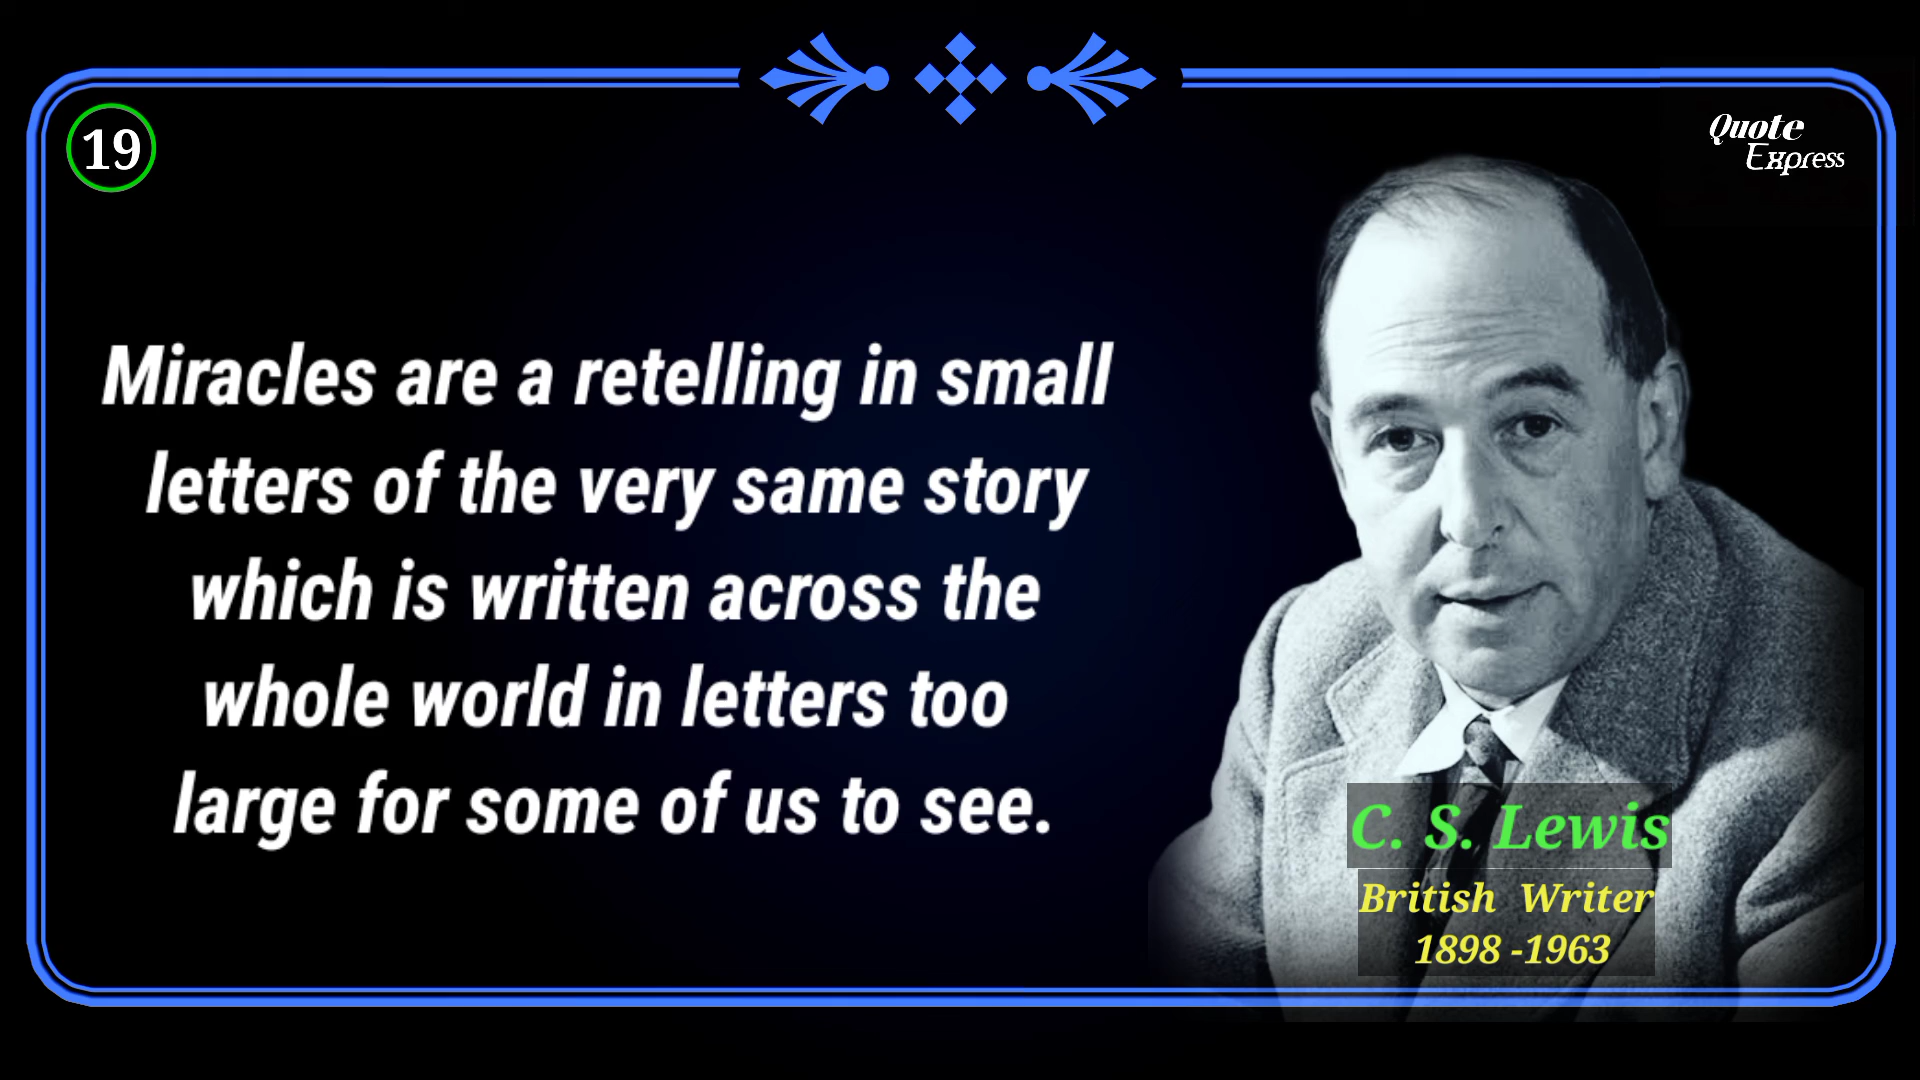 19
Quote
Express
Miracles are a retelling in small
letters of the very same story
which is written across the
whole world in letters too
large for some of us to see.
C. S. Lewis
British Writer
1898 -1963